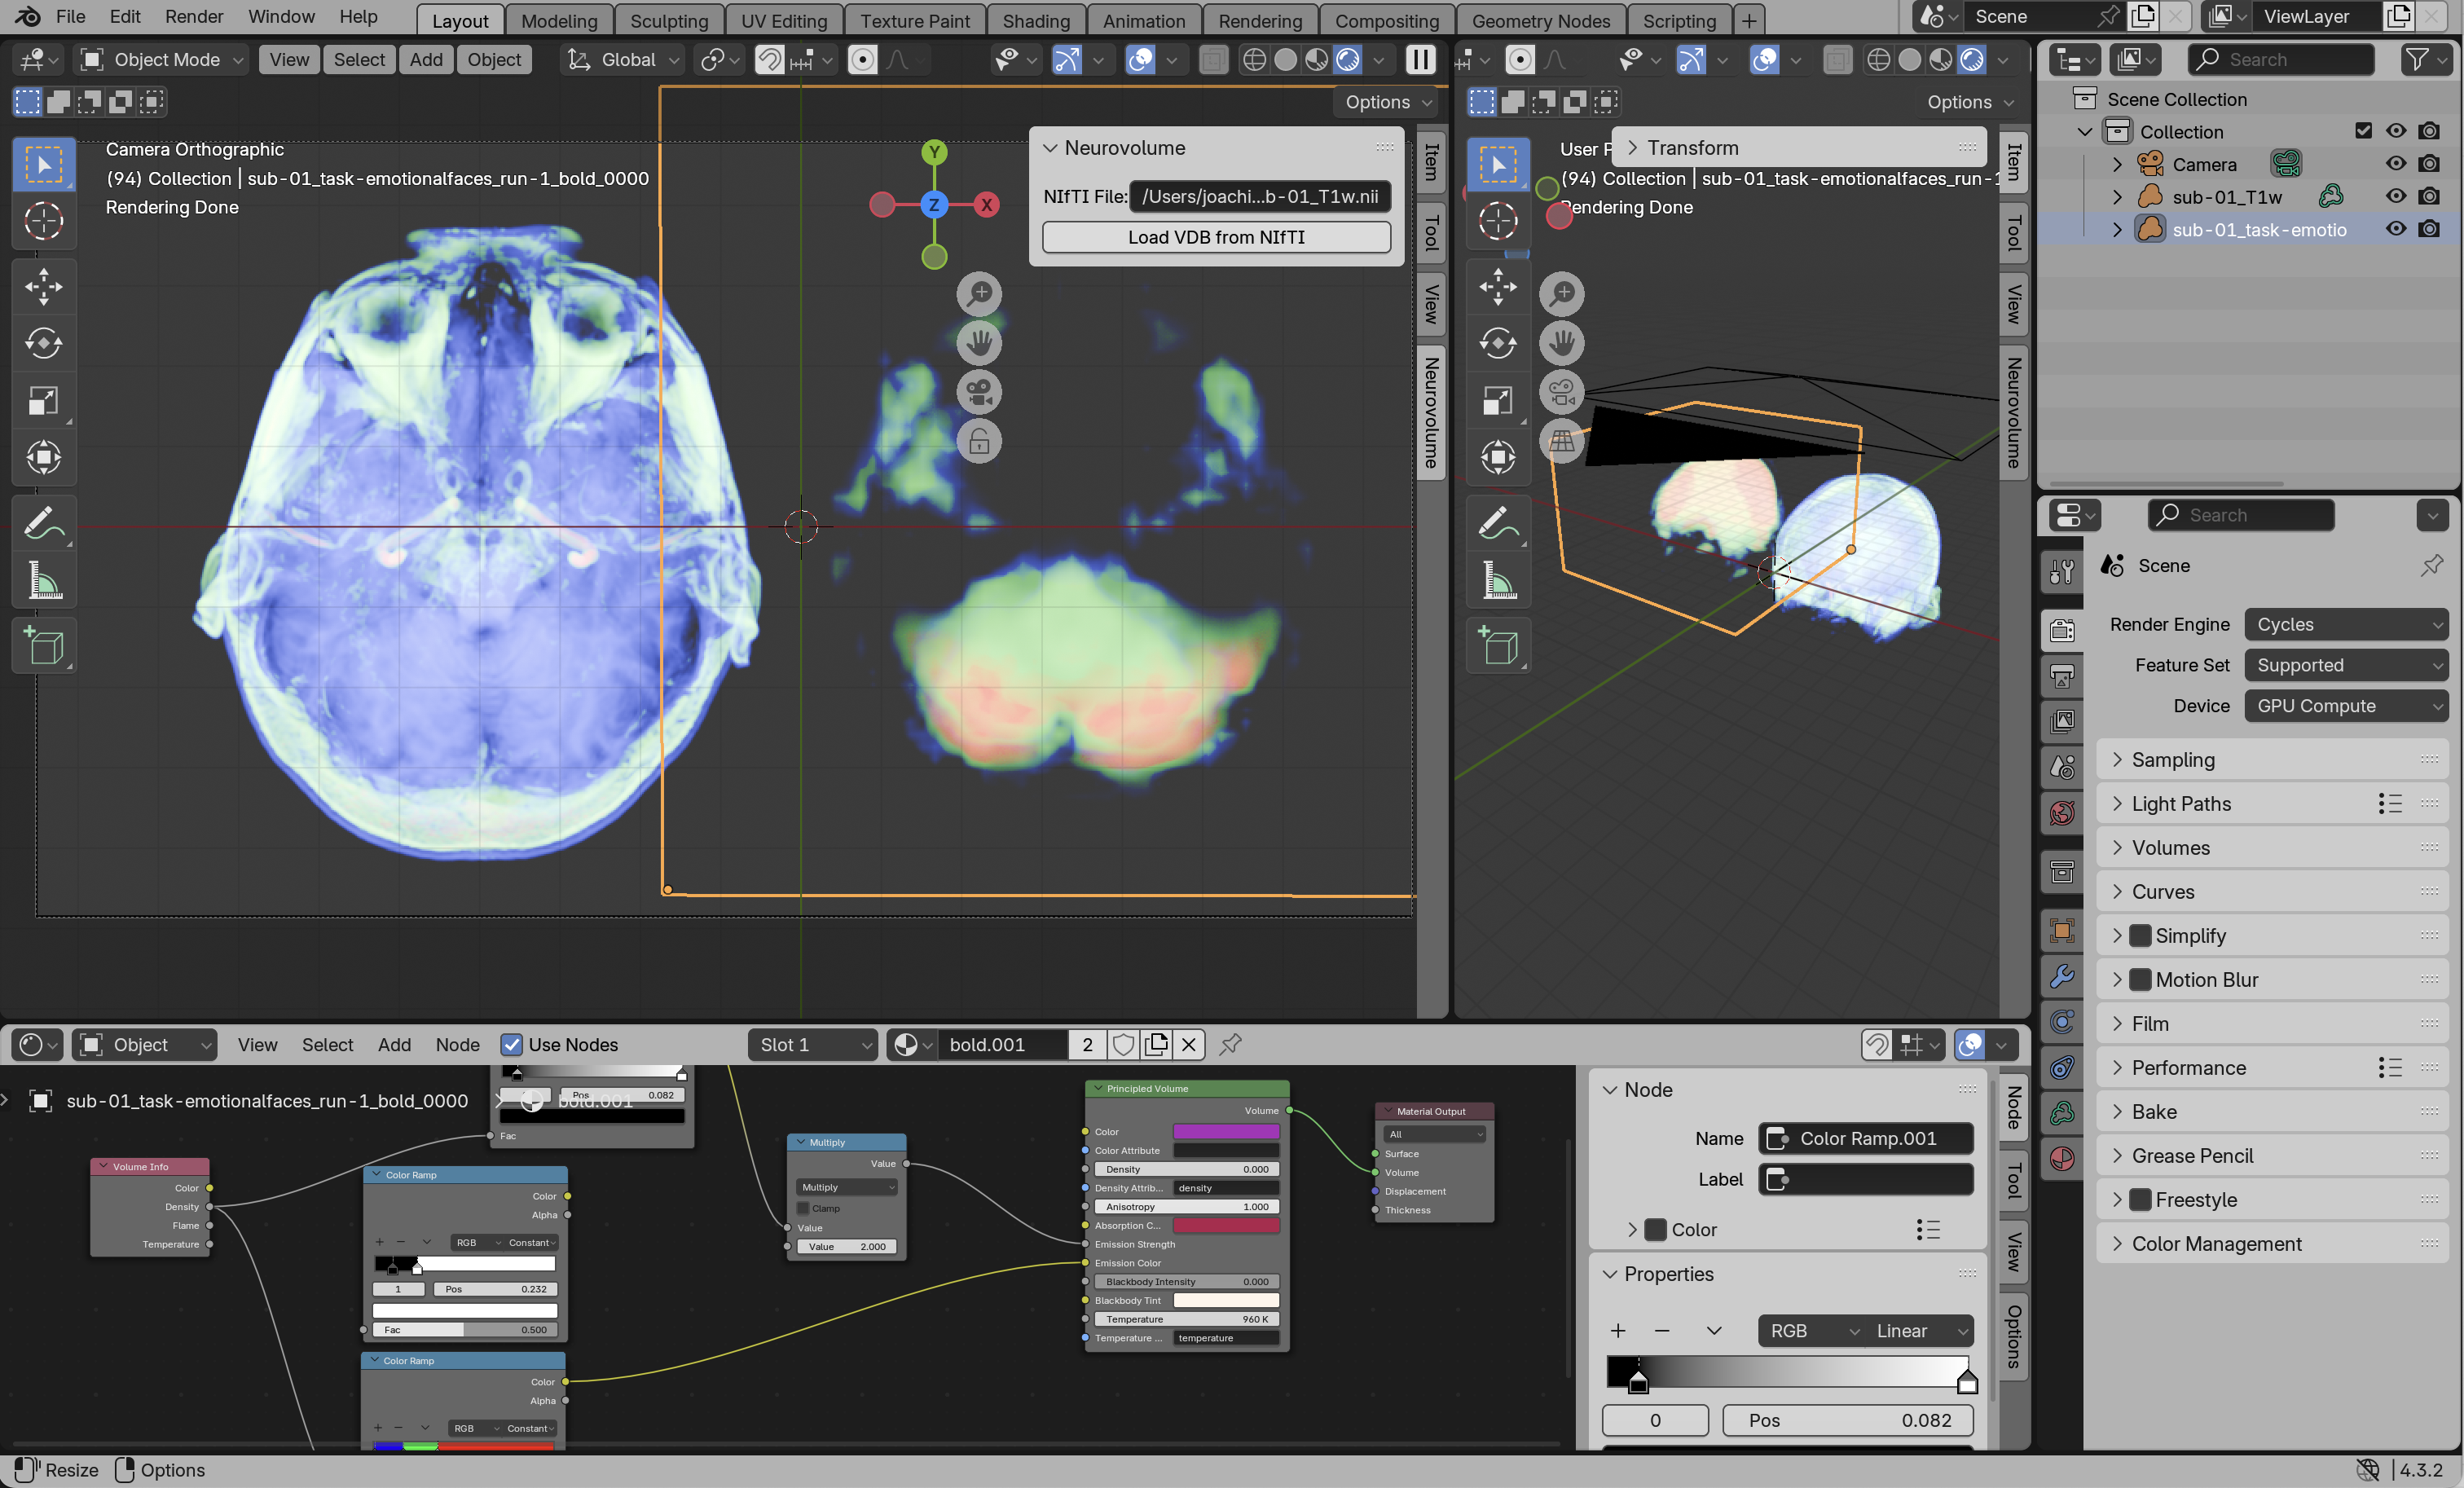 File Edit Render Window Help Layout Modeling Sculpting UV Editing Texture Paint Shading Animation Rendering Compositing Geometry Nodes Scripting + Scene ViewLayer
Object Mode View Select Add Object Global
Search
Options
Options
Scene Collection
Collection
Camera
sub-01_T1w
sub-01_task-emotio
Camera Orthographic
(94) Collection | sub-01_task-emotionalfaces_run-1_bold_0000
Rendering Done
Y
Z X
Neurovolume
NIfTI File: /Users/joachi...b-01_T1w.nii
Load VDB from NIfTI
Item
Tool
View
Neurovolume
User P
Transform
(94) Collection | sub-01_task-emotionalfaces_run-1
Rendering Done
Item
Tool
View
Neurovolume
Search
Scene
Render Engine Cycles
Feature Set Supported
Device GPU Compute
Sampling
Light Paths
Volumes
Curves
Simplify
Motion Blur
Film
Performance
Bake
Grease Pencil
Freestyle
Color Management
Object View Select Add Node Use Nodes Slot 1 bold.001 2
sub-01_task-emotionalfaces_run-1_bold_0000
bold.001
Pos 0.082
Fac
Volume Info
Color
Density
Flame
Temperature
Color Ramp
Color
Alpha
RGB Constant
1 Pos 0.232
Fac 0.500
Color Ramp
Color
Alpha
RGB Constant
Multiply
Value
Multiply
Clamp
Value
Value 2.000
Principled Volume
Volume
Color
Color Attribute
Density 0.000
Density Attrib... density
Anisotropy 1.000
Absorption C...
Emission Strength
Emission Color
Blackbody Intensity 0.000
Blackbody Tint
Temperature 960 K
Temperature ... temperature
Material Output
All
Surface
Volume
Displacement
Thickness
Node
Name Color Ramp.001
Label
Color
Properties
RGB Linear
0 Pos 0.082
Node
Tool
View
Options
Resize Options
4.3.2